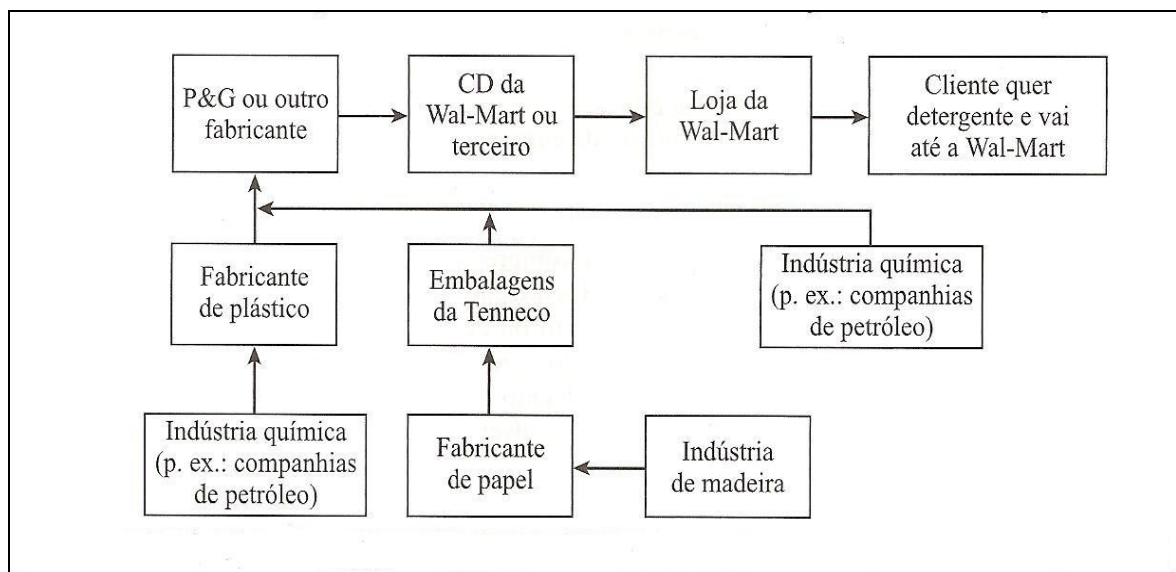 P&G ou outro
fabricante
CD da
Wal-Mart ou
terceiro
Loja da
Wal-Mart
Cliente quer
detergente e vai
até a Wal-Mart
Fabricante
de plástico
Embalagens
da Tenneco
Indústria química
(p. ex.: companhias
de petróleo)
Indústria química
(p. ex.: companhias
de petróleo)
Fabricante
de papel
Indústria
de madeira